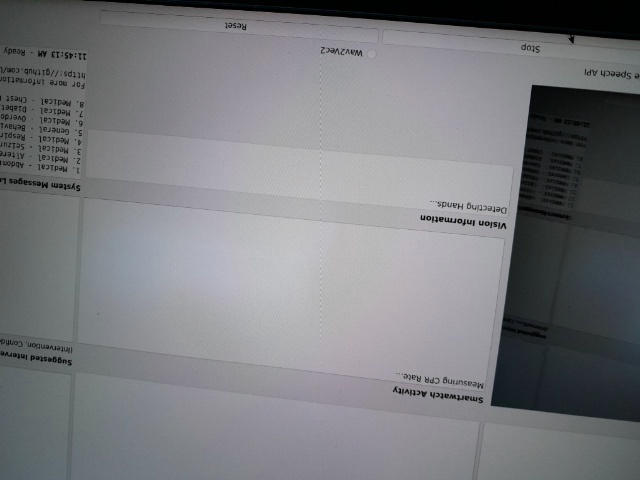 Smartwatch Activity
Measuring CPR Rate...
Suggested Interve
(Intervention, Confid
Vision Information
Detecting Hands...
System Messages Lo
1. Medical - Abdom
2. Medical - Altere
3. Medical - Seizur
4. Medical - Respir
5. General - Behavi
6. Medical - Overdo
7. Medical - Diabet
8. Medical - Chest
For more information
https://github.com/
11:45:13 AM - Ready
e Speech API
Wav2Vec2
Stop
Reset